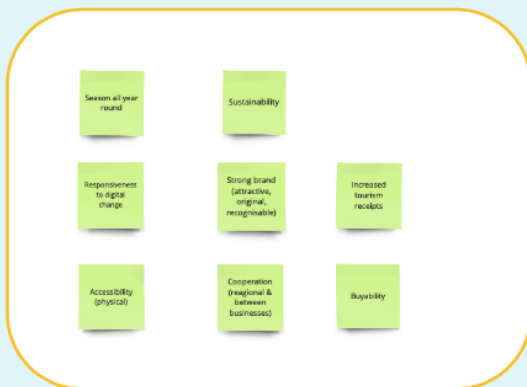 Season all year
round
Sustainability
Responsiveness
to digital
change
Strong brand
(attractive,
original,
recognisable)
Increased
tourism
receipts
Accessibility
(physical)
Cooperation
(reagional &
between
businesses)
Buyability